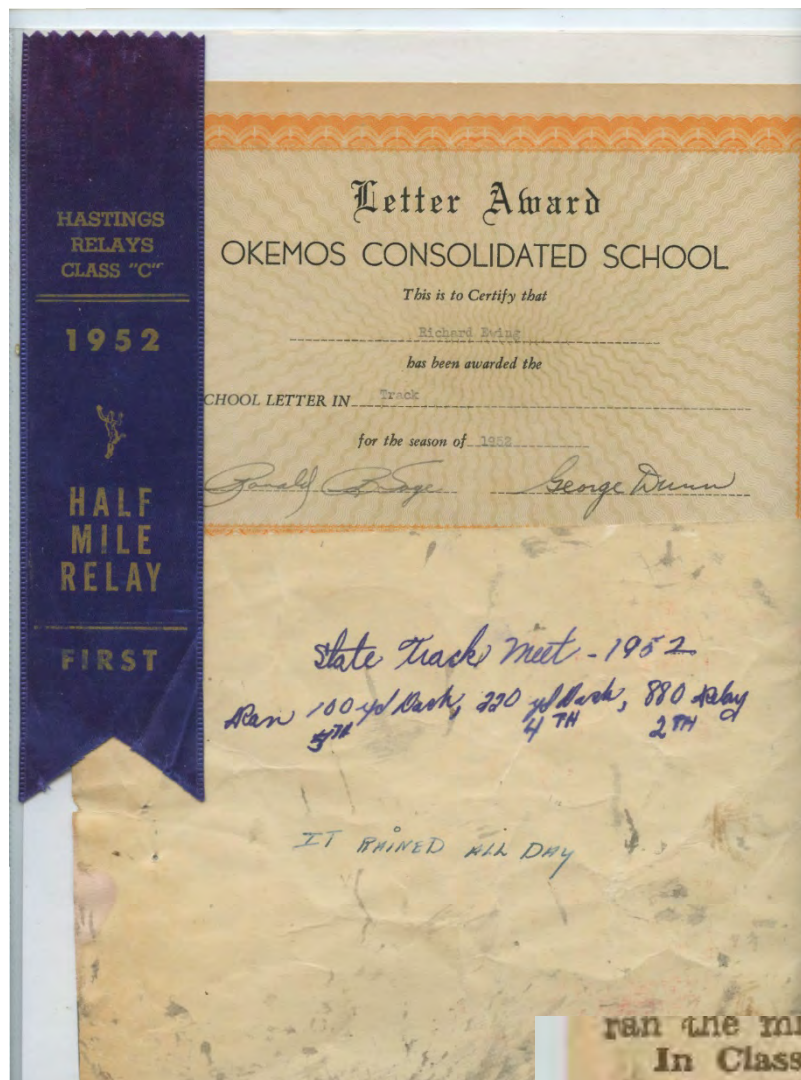 HASTINGS
RELAYS
CLASS "C"
1952
HALF
MILE
RELAY
FIRST
Letter Award
OKEMOS CONSOLIDATED SCHOOL
This is to Certify that
Richard Ewing
has been awarded the
CHOOL LETTER IN Track
for the season of 1952
Ronald George Dunn
State Track Meet - 1952
Ran 100 yd Dash, 220 yd Dash, 880 Relay
5TH 4TH 2TH
IT RAINED ALL DAY
ran the mi
In Class